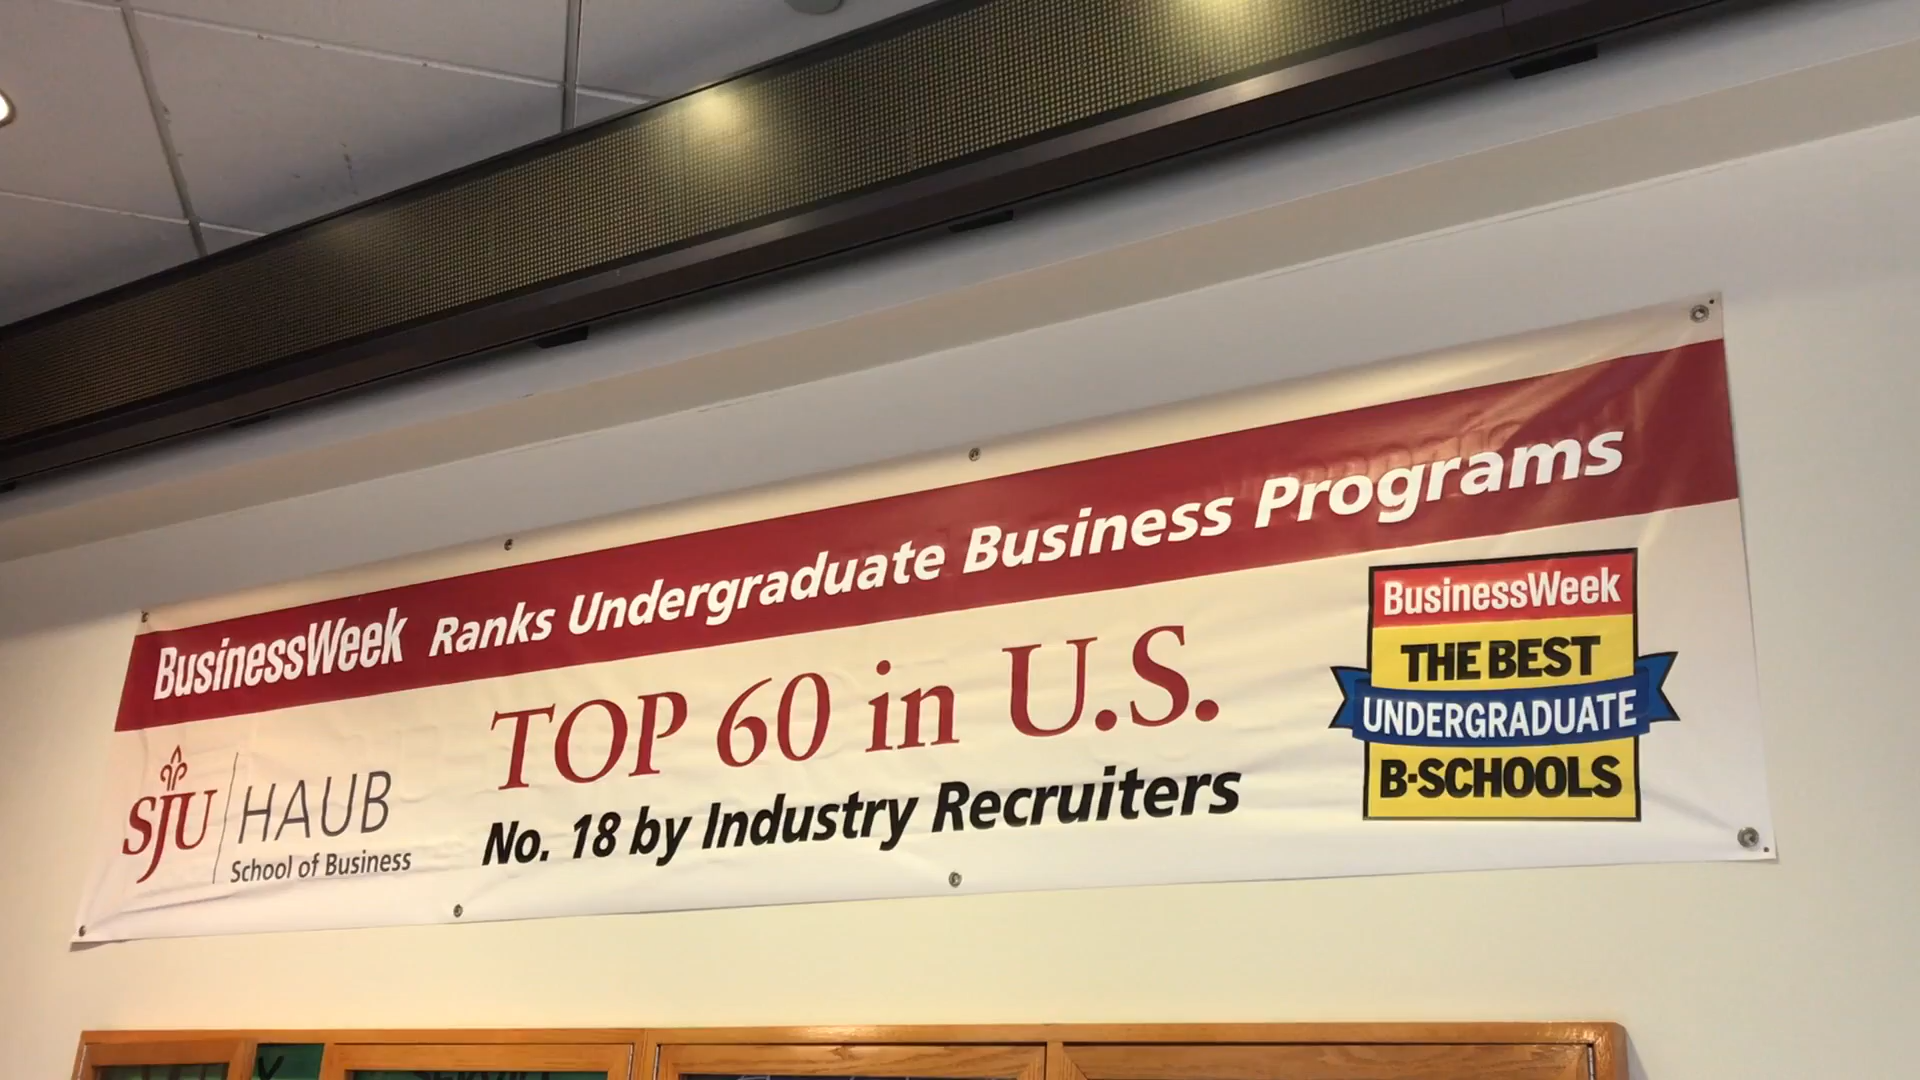 BusinessWeek Ranks Undergraduate Business Programs
SJU HAUB
School of Business
TOP 60 in U.S.
No. 18 by Industry Recruiters
BusinessWeek
THE BEST
UNDERGRADUATE
B-SCHOOLS